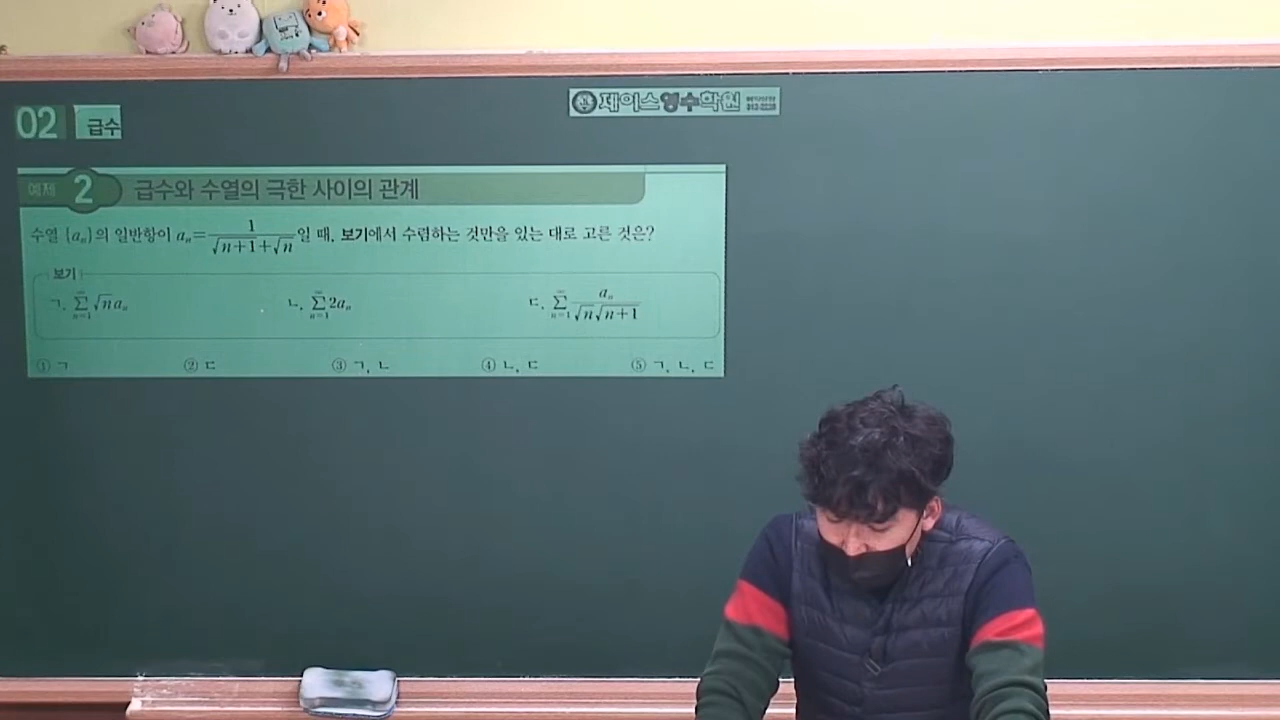 제이스영수학원
02 급수
예제 2 급수와 수열의 극한 사이의 관계
수열 {aₙ}의 일반항이 aₙ=1/(√(n+1)+√n)일 때, 보기에서 수렴하는 것만을 있는 대로 고른 것은?
보기
ㄱ. ∑_{n=1}^{∞} √n aₙ ㄴ. ∑_{n=1}^{∞} 2aₙ ㄷ. ∑_{n=1}^{∞} aₙ/(√n√(n+1))
① ㄱ ② ㄷ ③ ㄱ, ㄴ ④ ㄴ, ㄷ ⑤ ㄱ, ㄴ, ㄷ